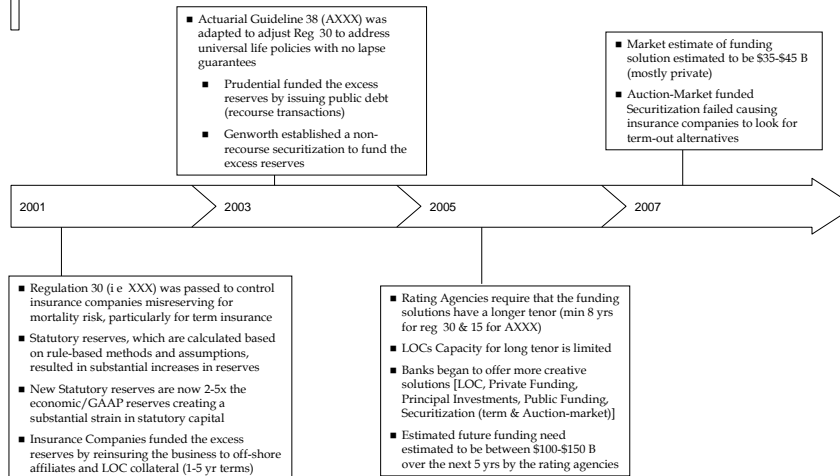 ■ Actuarial Guideline 38 (AXXX) was
adapted to adjust Reg 30 to address
universal life policies with no lapse
guarantees
■ Prudential funded the excess
reserves by issuing public debt
(recourse transactions)
■ Genworth established a non-
recourse securitization to fund the
excess reserves
■ Market estimate of funding
solution estimated to be $35-$45 B
(mostly private)
■ Auction-Market funded
Securitization failed causing
insurance companies to look for
term-out alternatives
2001
2003
2005
2007
■ Regulation 30 (i e XXX) was passed to control
insurance companies misreserving for
mortality risk, particularly for term insurance
■ Statutory reserves, which are calculated based
on rule-based methods and assumptions,
resulted in substantial increases in reserves
■ New Statutory reserves are now 2-5x the
economic/GAAP reserves creating a
substantial strain in statutory capital
■ Insurance Companies funded the excess
reserves by reinsuring the business to off-shore
affiliates and LOC collateral (1-5 yr terms)
■ Rating Agencies require that the funding
solutions have a longer tenor (min 8 yrs
for reg 30 & 15 for AXXX)
■ LOCs Capacity for long tenor is limited
■ Banks began to offer more creative
solutions [LOC, Private Funding,
Principal Investments, Public Funding,
Securitization (term & Auction-market)]
■ Estimated future funding need
estimated to be between $100-$150 B
over the next 5 yrs by the rating agencies